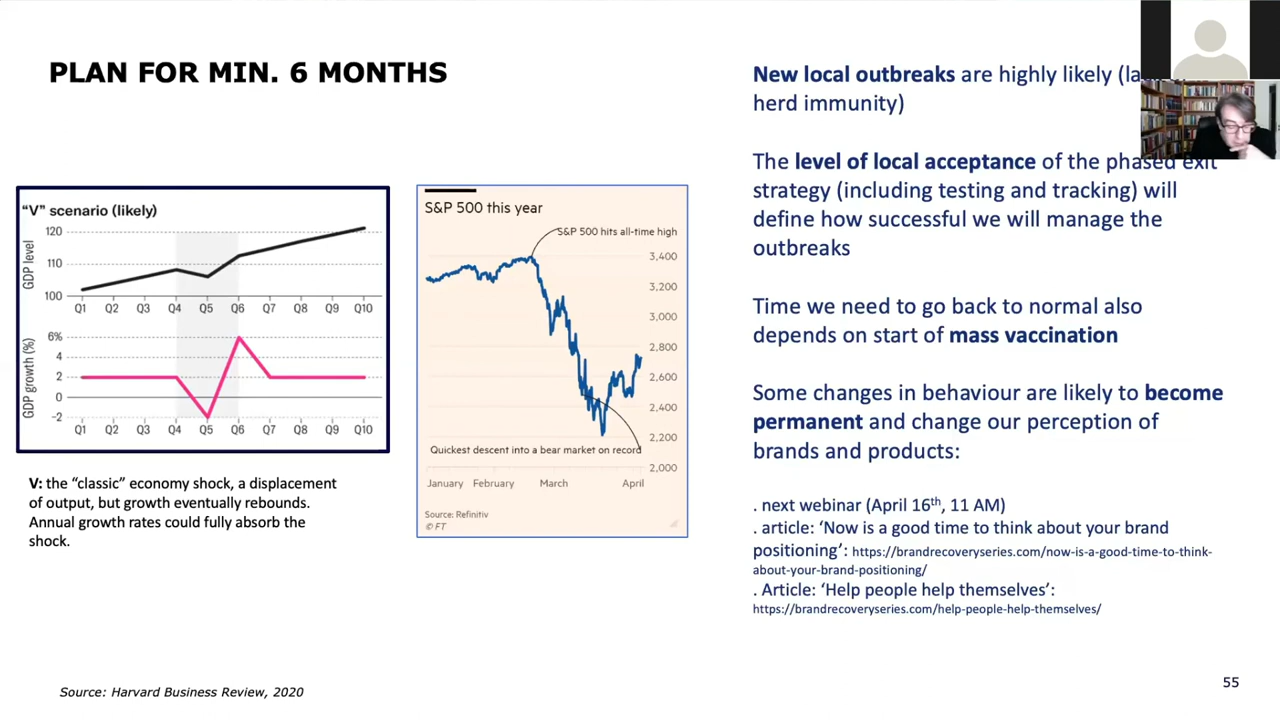 PLAN FOR MIN. 6 MONTHS
"V" scenario (likely)
GDP level
120
110
100
Q1 Q2 Q3 Q4 Q5 Q6 Q7 Q8 Q9 Q10
GDP growth (%)
6%
4
2
0
-2
Q1 Q2 Q3 Q4 Q5 Q6 Q7 Q8 Q9 Q10
V: the "classic" economy shock, a displacement
of output, but growth eventually rebounds.
Annual growth rates could fully absorb the
shock.
S&P 500 this year
S&P 500 hits all-time high
3,400
3,200
3,000
2,800
2,600
2,400
2,200
Quickest descent into a bear market on record
2,000
January February March April
Source: Refinitiv
© FT
New local outbreaks are highly likely
herd immunity)
The level of local acceptance of the phased exit
strategy (including testing and tracking) will
define how successful we will manage the
outbreaks
Time we need to go back to normal also
depends on start of mass vaccination
Some changes in behaviour are likely to become
permanent and change our perception of
brands and products:
. next webinar (April 16th, 11 AM)
. article: 'Now is a good time to think about your brand
positioning': https://brandrecoveryseries.com/now-is-a-good-time-to-think-
about-your-brand-positioning/
. Article: 'Help people help themselves':
https://brandrecoveryseries.com/help-people-help-themselves/
Source: Harvard Business Review, 2020
55